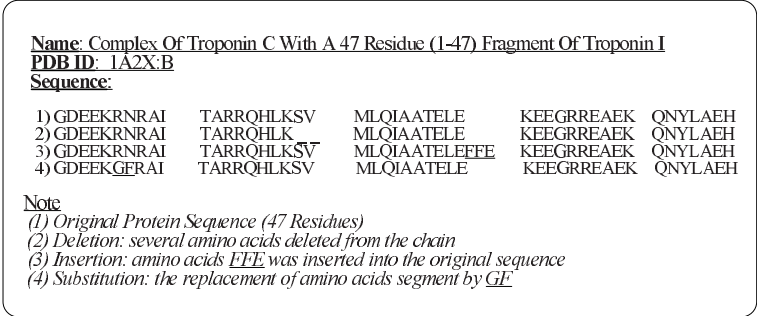 Name: Complex Of Troponin C With A 47 Residue (1-47) Fragment Of Troponin I
PDB ID: 1A2X:B
Sequence:
1) GDEEKRNRAI TARRQHLKSV MLQIAATELE KEEGRREAEK QNYLAEH
2) GDEEKRNRAI TARRQHLK__ MLQIAATELE KEEGRREAEK QNYLAEH
3) GDEEKRNRAI TARRQHLKSV MLQIAATELEFFE KEEGRREAEK QNYLAEH
4) GDEEKGFRAI TARRQHLKSV MLQIAATELE KEEGRREAEK QNYLAEH
Note
(1) Original Protein Sequence (47 Residues)
(2) Deletion: several amino acids deleted from the chain
(3) Insertion: amino acids FFE was inserted into the original sequence
(4) Substitution: the replacement of amino acids segment by GF